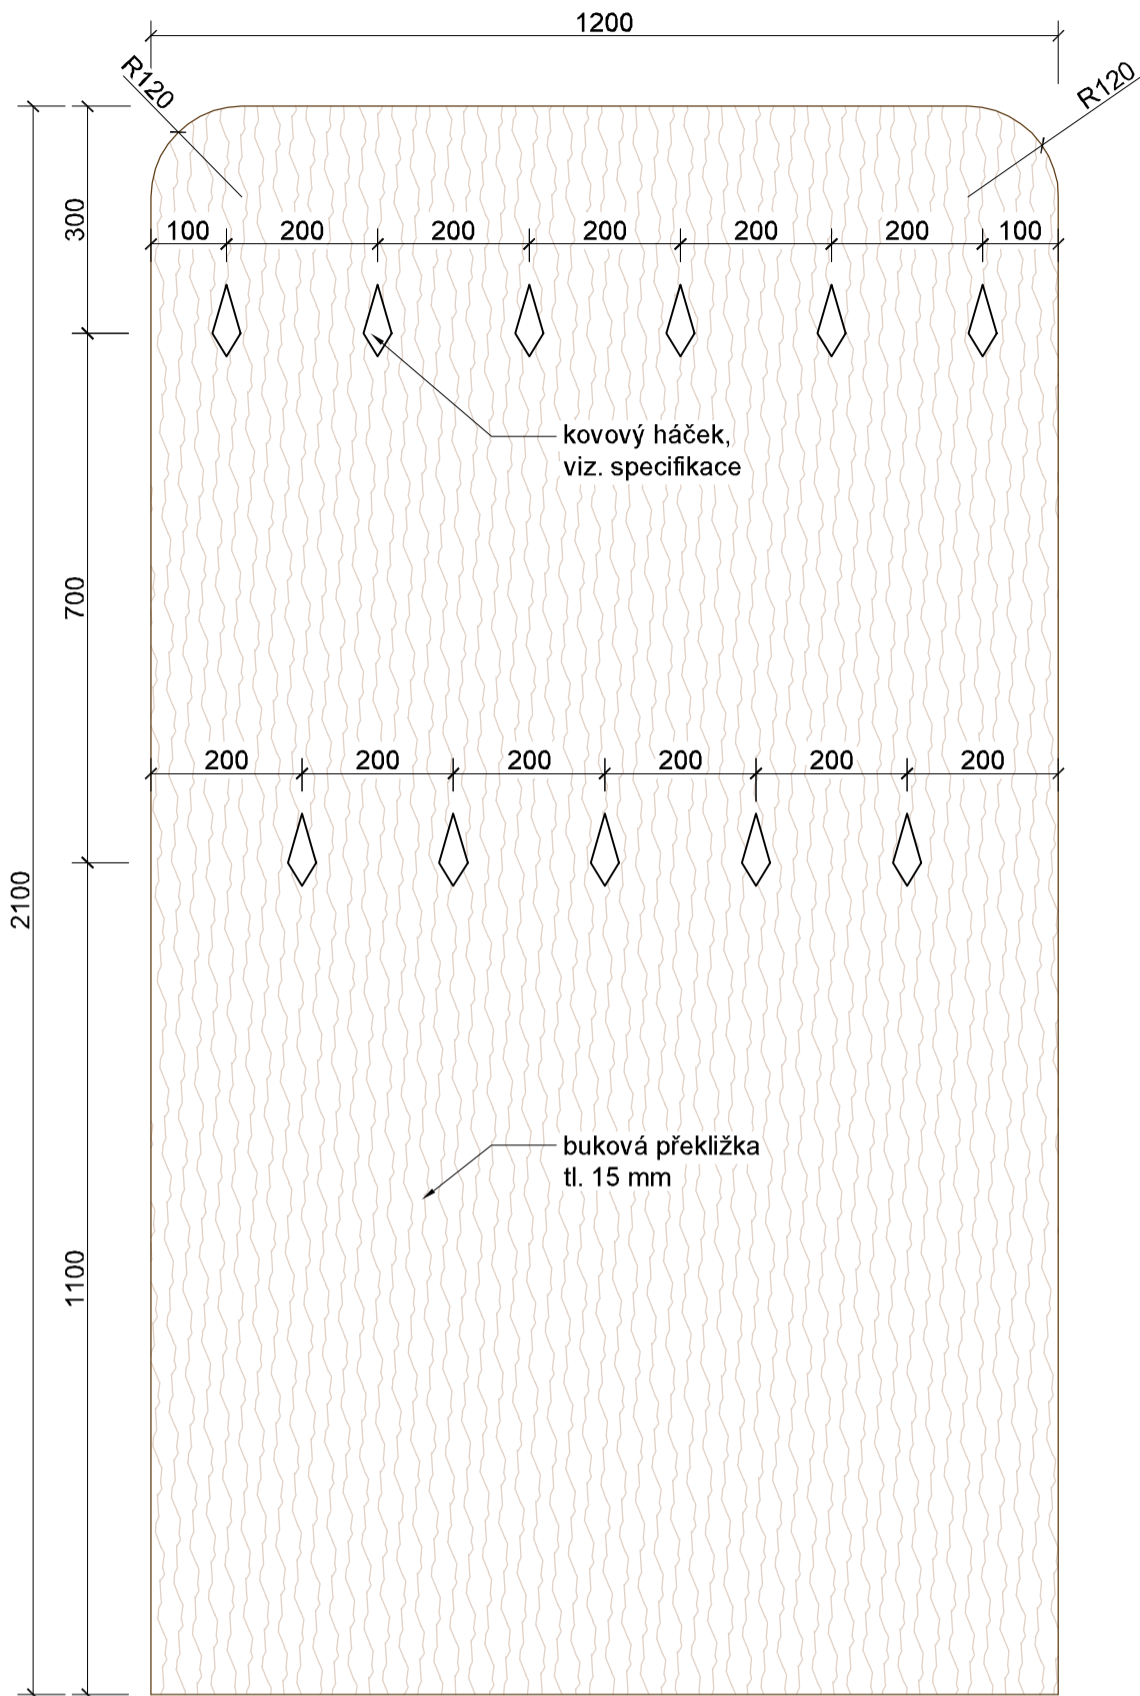 1200
R120
R120
300
100 200 200 200 200 200 100
kovový háček,
viz. specifikace
700
200 200 200 200 200 200
2100
buková překližka
tl. 15 mm
1100